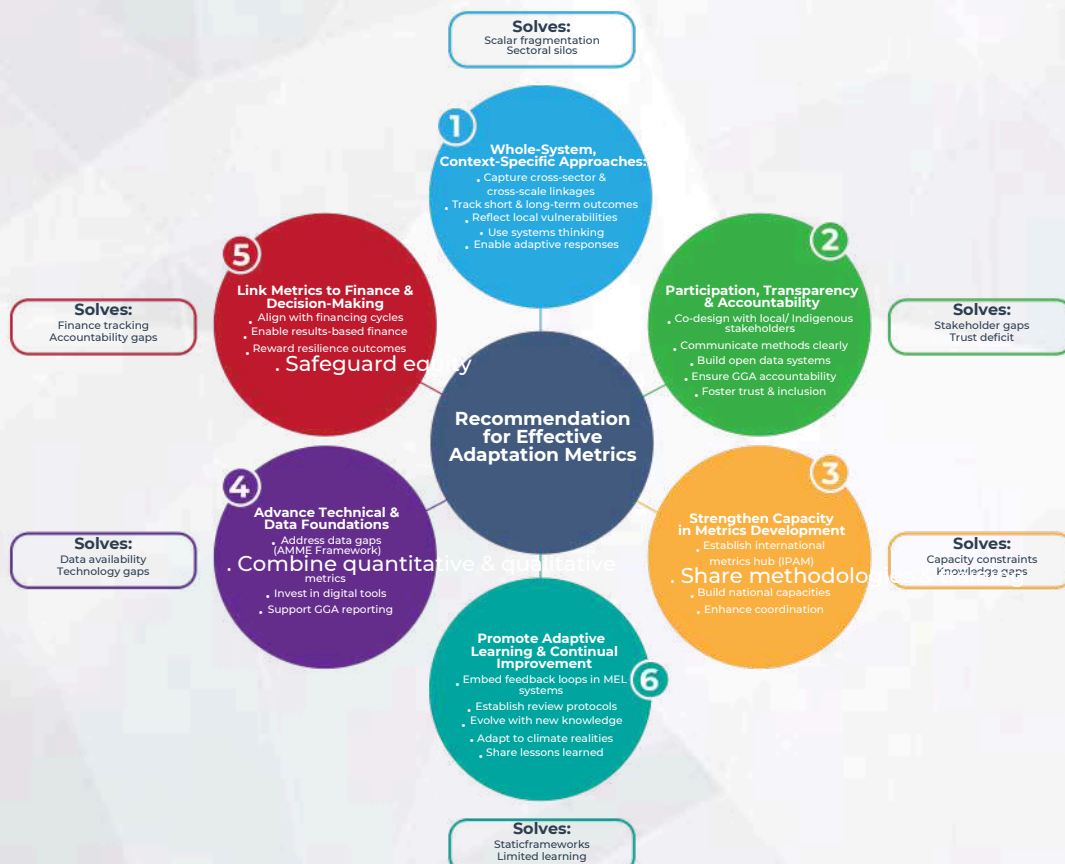 Solves:
Scalar fragmentation
Sectoral silos
1
Whole-System,
Context-Specific Approaches:
. Capture cross-sector &
cross-scale linkages
. Track short & long-term outcomes
. Reflect local vulnerabilities
. Use systems thinking
. Enable adaptive responses
2
Participation, Transparency
& Accountability
. Co-design with local/ Indigenous
stakeholders
. Communicate methods clearly
. Build open data systems
. Ensure GGA accountability
. Foster trust & inclusion
Solves:
Stakeholder gaps
Trust deficit
5
Link Metrics to Finance &
Decision-Making
. Align with financing cycles
. Enable results-based finance
. Reward resilience outcomes
. Safeguard equity
Solves:
Finance tracking
Accountability gaps
Recommendation
for Effective
Adaptation Metrics
4
Advance Technical &
Data Foundations
. Address data gaps
(AMME Framework)
. Combine quantitative & qualitative
metrics
. Invest in digital tools
. Support GGA reporting
Solves:
Data availability
Technology gaps
3
Strengthen Capacity
in Metrics Development
. Establish international
metrics hub (IPAM)
. Share methodologies
. Build national capacities
. Enhance coordination
Solves:
Capacity constraints
Knowledge gaps
Promote Adaptive
Learning & Continual
Improvement
6
. Embed feedback loops in MEL
systems
. Establish review protocols
. Evolve with new knowledge
. Adapt to climate realities
. Share lessons learned
Solves:
Staticframeworks
Limited learning